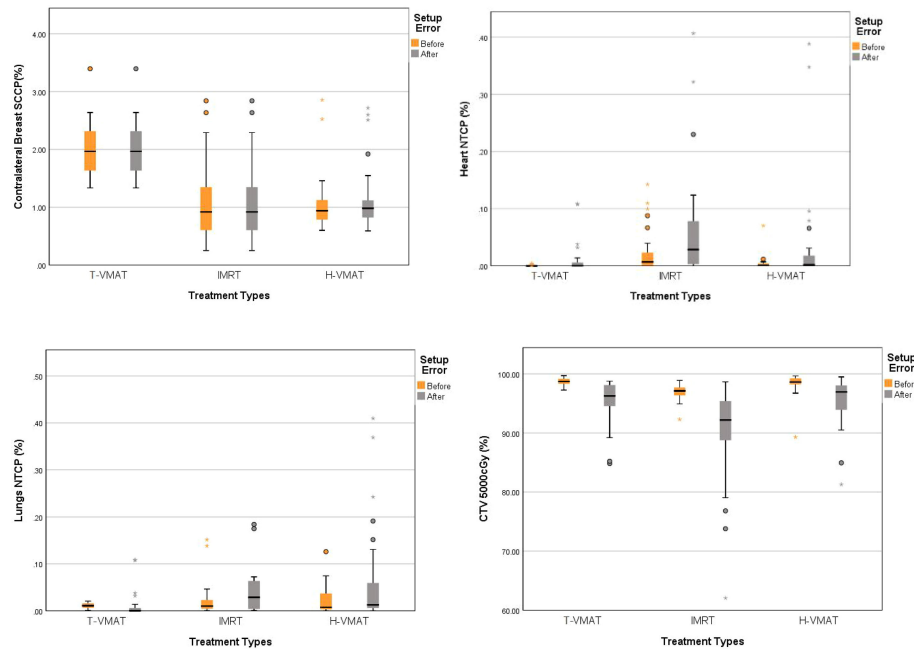 Setup
Error
Before
After
4.00
3.00
2.00
1.00
.00
Contralateral Breast SCCP(%)
T-VMAT IMRT H-VMAT
Treatment Types
Setup
Error
Before
After
.40
.30
.20
.10
.00
Heart NTCP (%)
T-VMAT IMRT H-VMAT
Treatment Types
Setup
Error
Before
After
.50
.40
.30
.20
.10
.00
Lungs NTCP (%)
T-VMAT IMRT H-VMAT
Treatment Types
Setup
Error
Before
After
100.00
90.00
80.00
70.00
60.00
CTV 5000cGy (%)
T-VMAT IMRT H-VMAT
Treatment Types